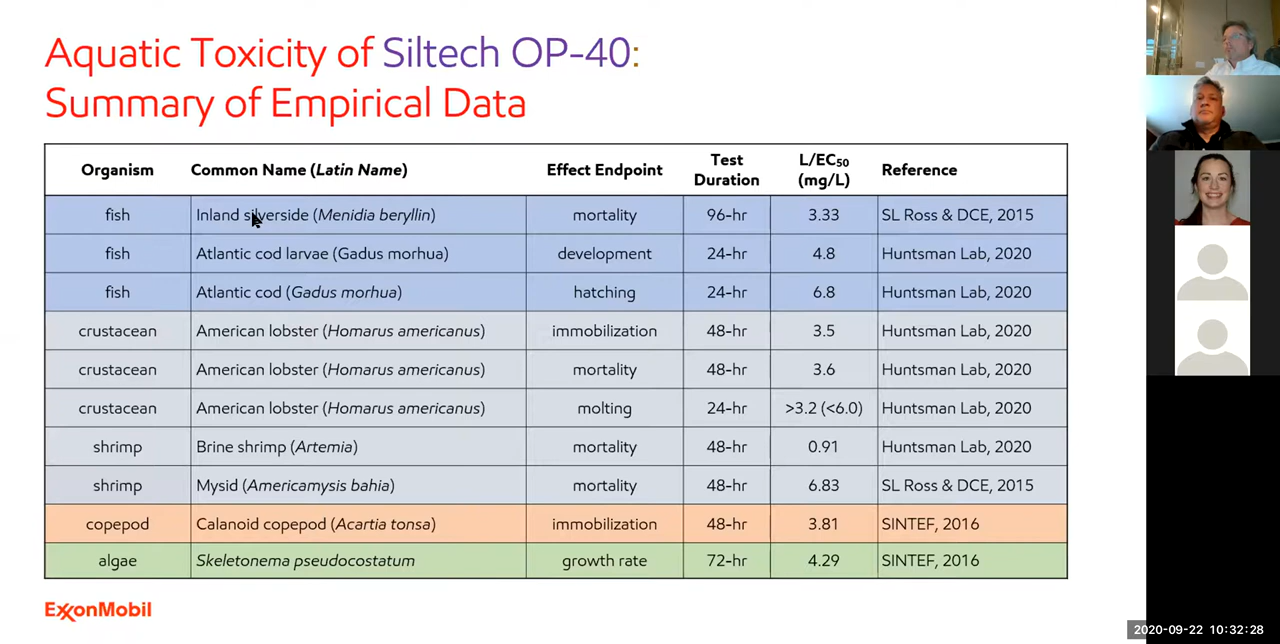 Aquatic Toxicity of Siltech OP-40:
Summary of Empirical Data
Organism Common Name (Latin Name) Effect Endpoint Test Duration L/EC₅₀ (mg/L) Reference
fish Inland silverside (Menidia beryllin) mortality 96-hr 3.33 SL Ross & DCE, 2015
fish Atlantic cod larvae (Gadus morhua) development 24-hr 4.8 Huntsman Lab, 2020
fish Atlantic cod (Gadus morhua) hatching 24-hr 6.8 Huntsman Lab, 2020
crustacean American lobster (Homarus americanus) immobilization 48-hr 3.5 Huntsman Lab, 2020
crustacean American lobster (Homarus americanus) mortality 48-hr 3.6 Huntsman Lab, 2020
crustacean American lobster (Homarus americanus) molting 24-hr >3.2 (<6.0) Huntsman Lab, 2020
shrimp Brine shrimp (Artemia) mortality 48-hr 0.91 Huntsman Lab, 2020
shrimp Mysid (Americamysis bahia) mortality 48-hr 6.83 SL Ross & DCE, 2015
copepod Calanoid copepod (Acartia tonsa) immobilization 48-hr 3.81 SINTEF, 2016
algae Skeletonema pseudocostatum growth rate 72-hr 4.29 SINTEF, 2016
ExxonMobil
2020-09-22 10:32:28